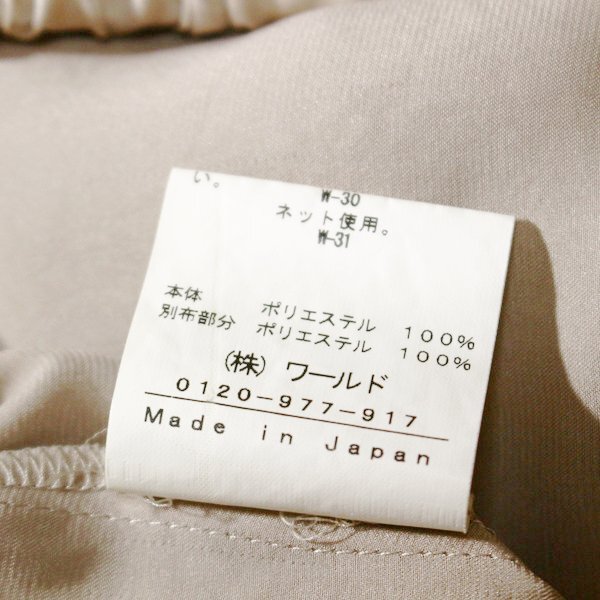 い。
W-30
ネット使用。
W-31
本体 ポリエステル 100%
別布部分 ポリエステル 100%
(株) ワールド
0120-977-917
Made in Japan